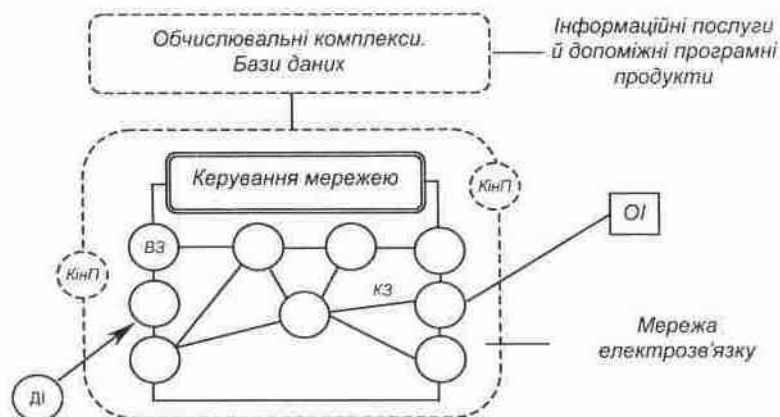 Обчислювальні комплекси.
Бази даних
Інформаційні послуги
й допоміжні програмні
продукти
Керування мережею
КінП
ОІ
ВЗ
КінП
КЗ
Мережа
електрозв'язку
ДІ